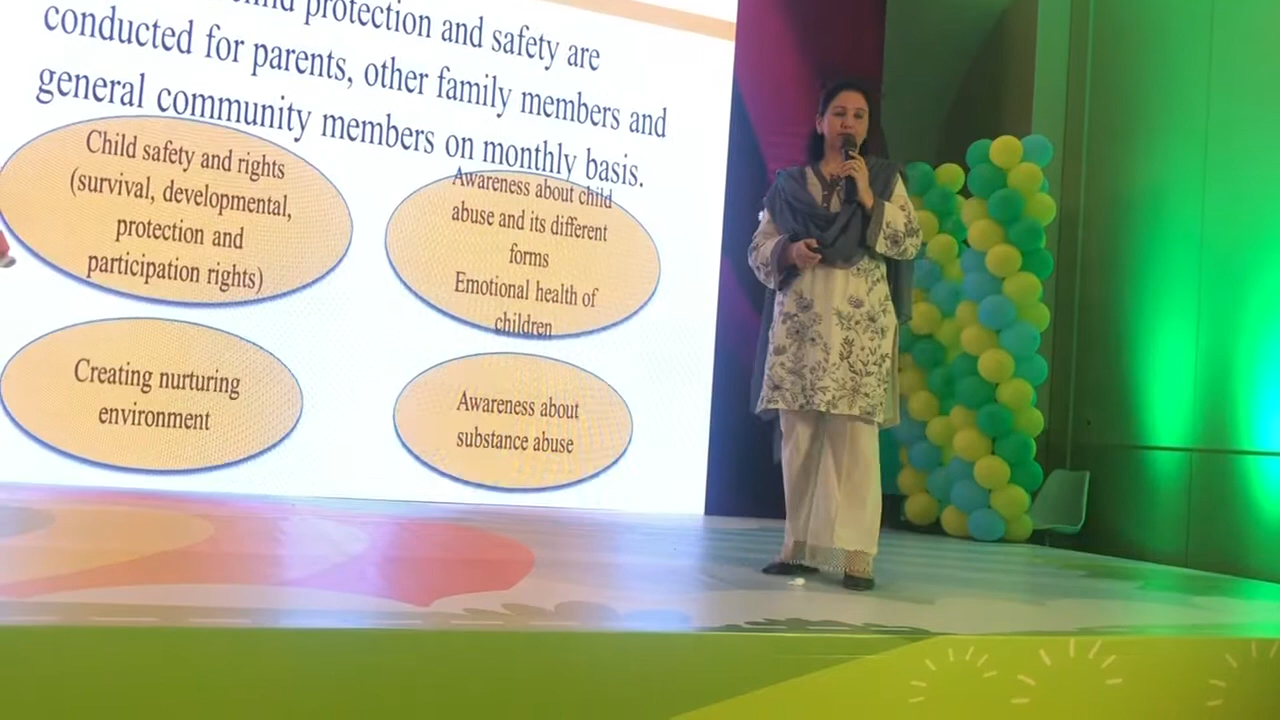 protection and safety are
conducted for parents, other family members and
general community members on monthly basis.
Child safety and rights
(survival, developmental,
protection and
participation rights)
Awareness about child
abuse and its different
forms
Emotional health of
children
Creating nurturing
environment
Awareness about
substance abuse